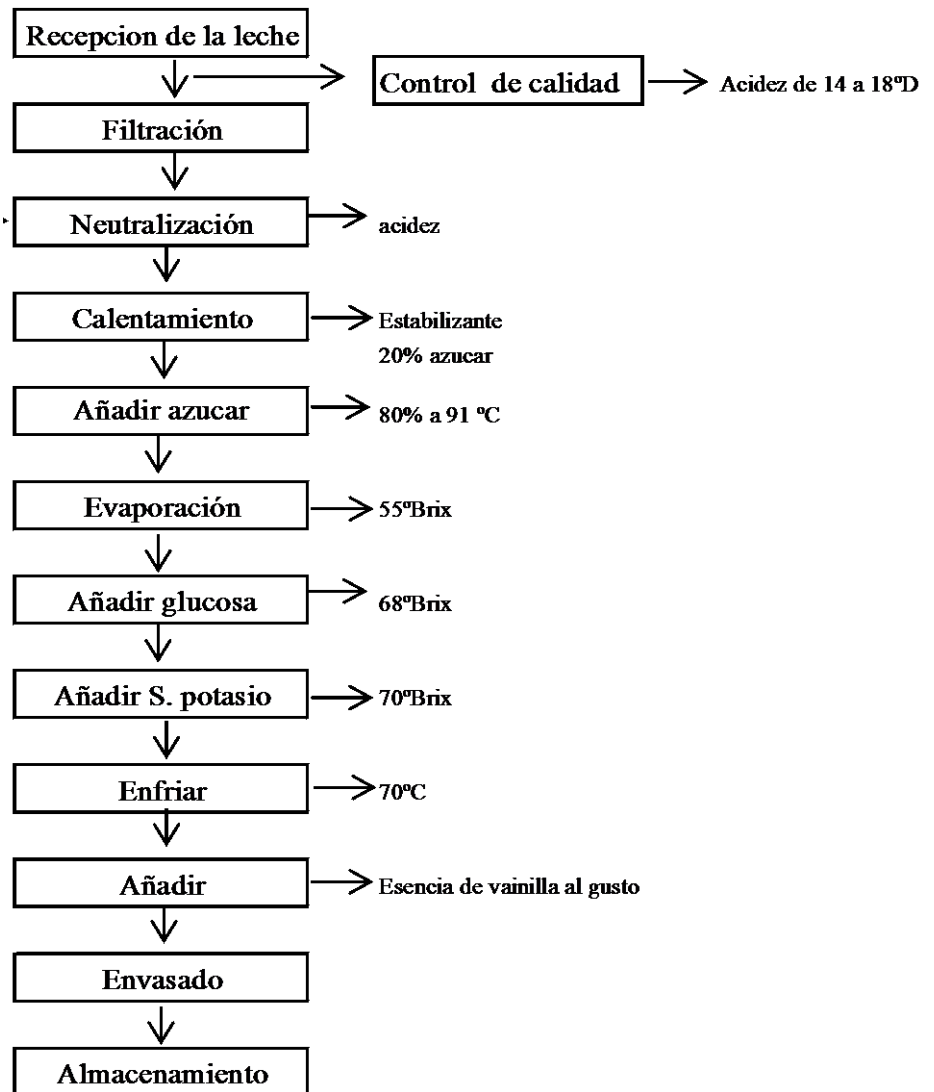 Recepcion de la leche
Control de calidad
Acidez de 14 a 18ºD
Filtración
Neutralización
acidez
Calentamiento
Estabilizante
20% azucar
Añadir azucar
80% a 91 ºC
Evaporación
55ºBrix
Añadir glucosa
68ºBrix
Añadir S. potasio
70ºBrix
Enfriar
70ºC
Añadir
Esencia de vainilla al gusto
Envasado
Almacenamiento